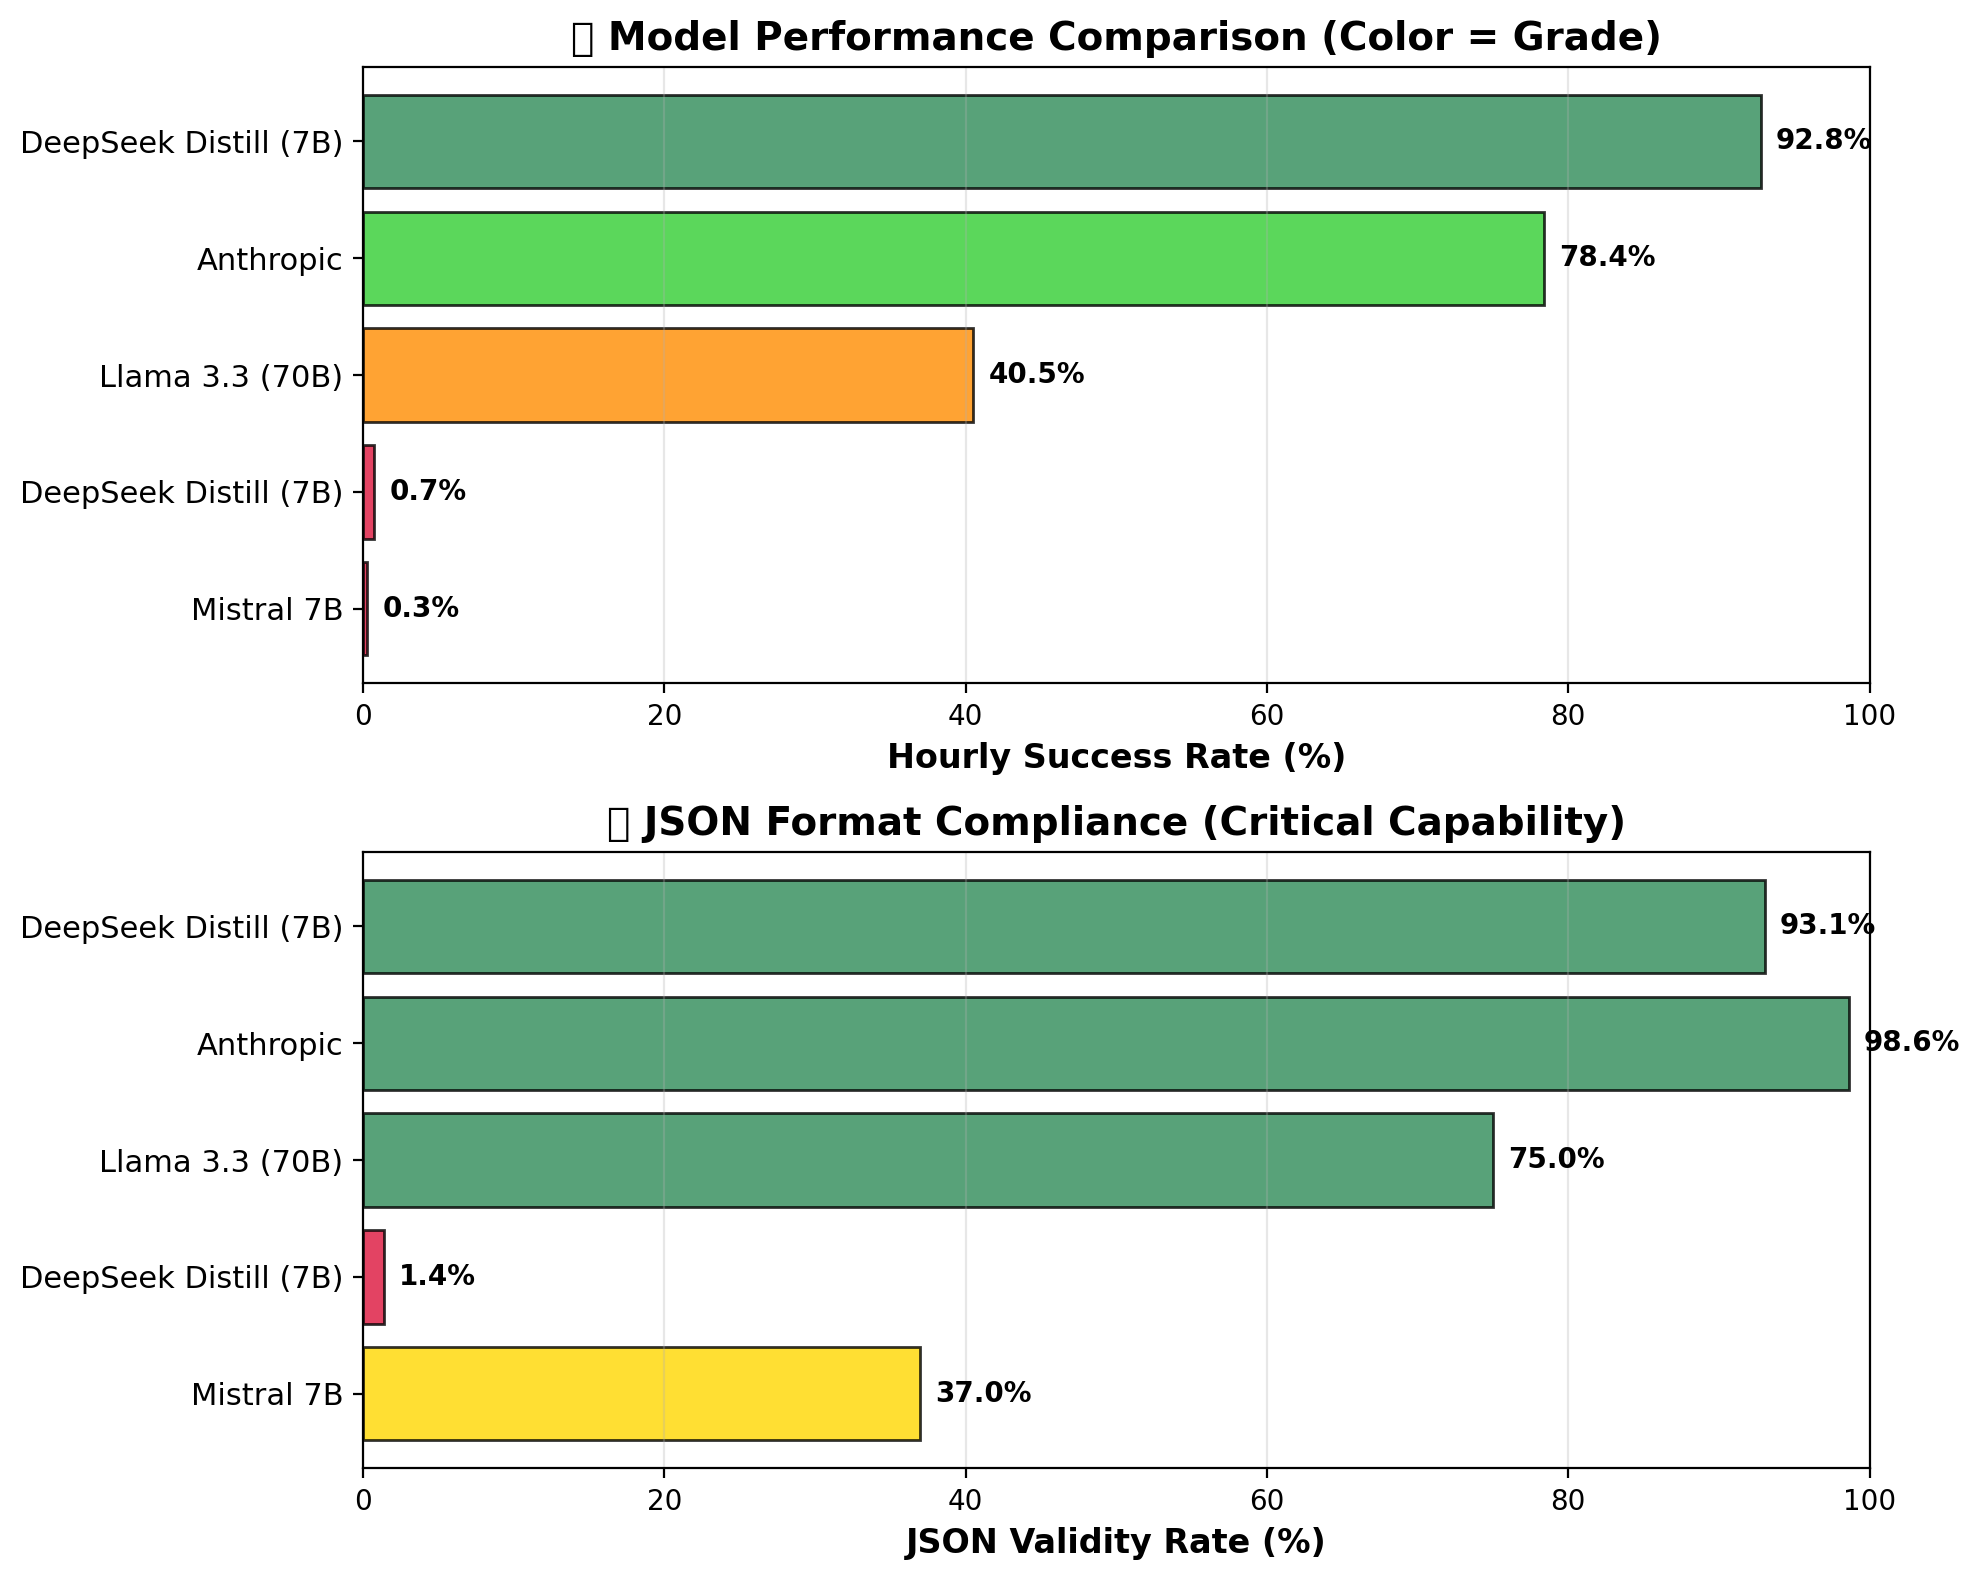 Model Performance Comparison (Color = Grade)
DeepSeek Distill (7B)
92.8%
Anthropic
78.4%
Llama 3.3 (70B)
40.5%
DeepSeek Distill (7B)
0.7%
Mistral 7B
0.3%
0 20 40 60 80 100
Hourly Success Rate (%)
JSON Format Compliance (Critical Capability)
DeepSeek Distill (7B)
93.1%
Anthropic
98.6%
Llama 3.3 (70B)
75.0%
DeepSeek Distill (7B)
1.4%
Mistral 7B
37.0%
0 20 40 60 80 100
JSON Validity Rate (%)